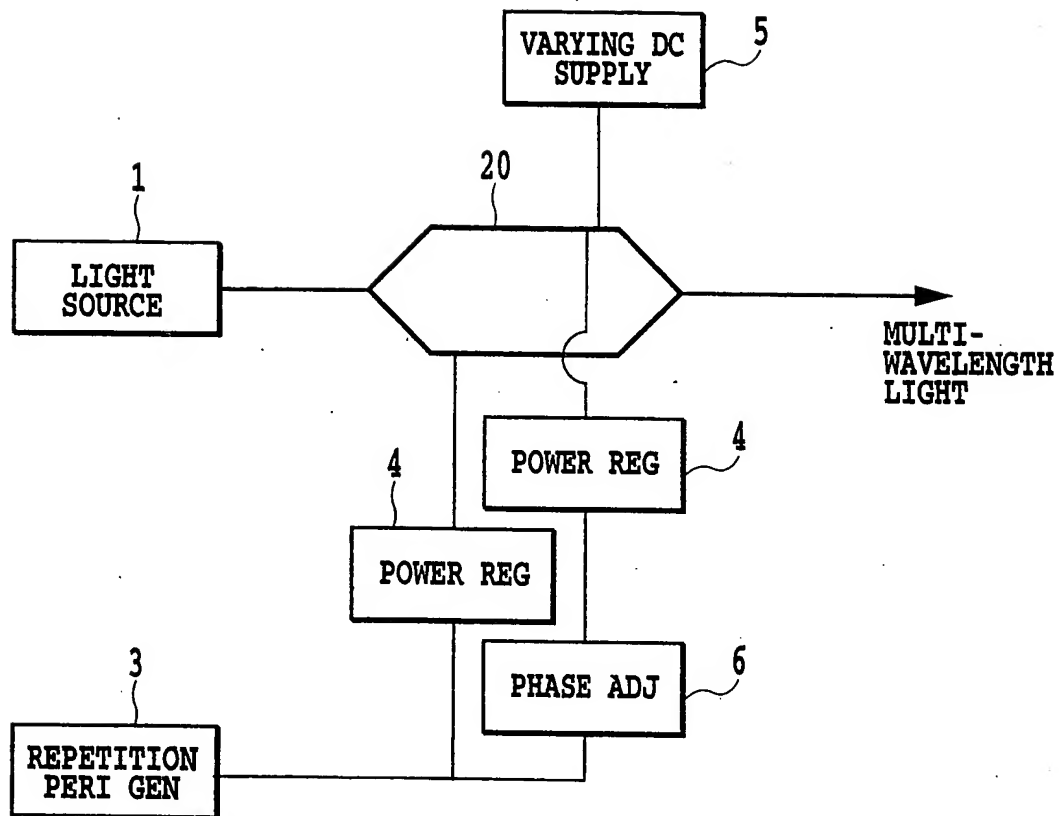 VARYING DC
SUPPLY
5
1
20
LIGHT
SOURCE
MULTI-
WAVELENGTH
LIGHT
4
POWER REG
4
POWER REG
3
PHASE ADJ
6
REPETITION
PERI GEN